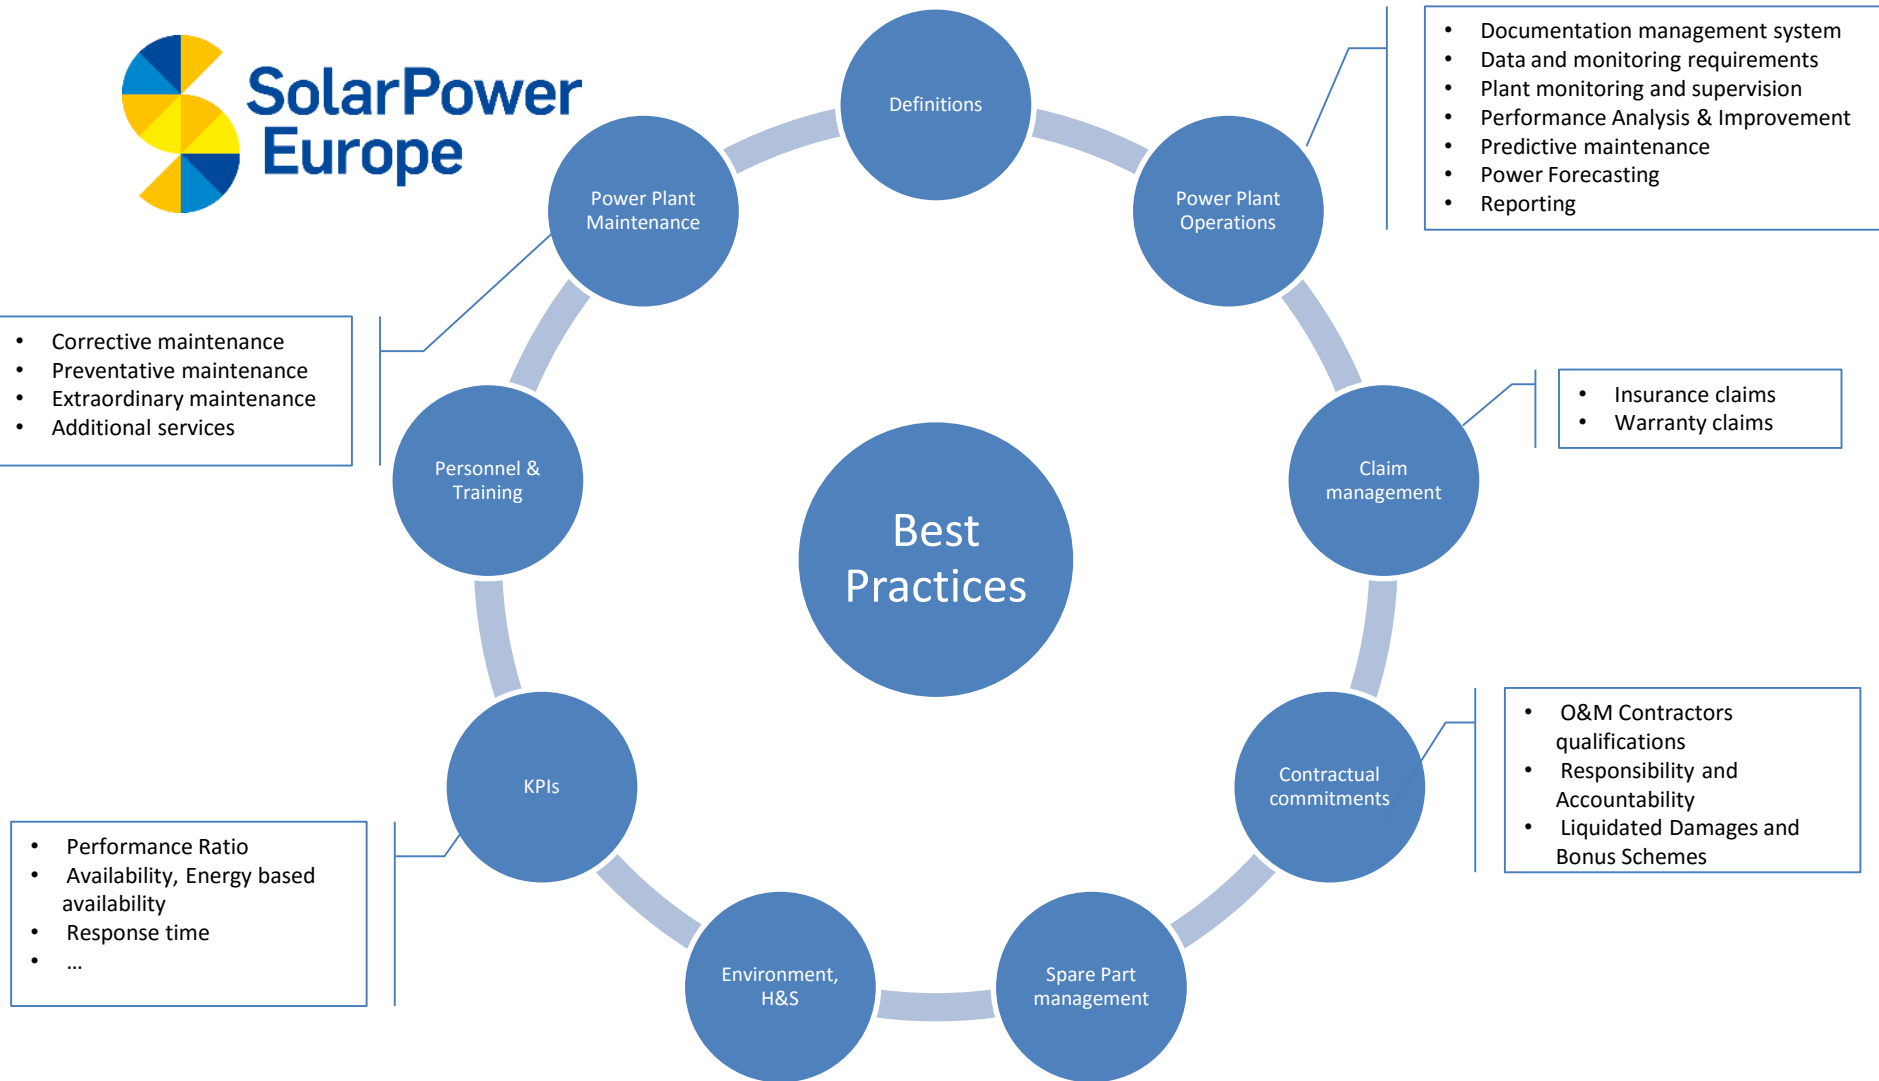 SolarPower
Europe
Definitions
Power Plant
Operations
• Documentation management system
• Data and monitoring requirements
• Plant monitoring and supervision
• Performance Analysis & Improvement
• Predictive maintenance
• Power Forecasting
• Reporting
Claim
management
• Insurance claims
• Warranty claims
Contractual
commitments
• O&M Contractors
qualifications
• Responsibility and
Accountability
• Liquidated Damages and
Bonus Schemes
Spare Part
management
Environment,
H&S
KPIs
• Performance Ratio
• Availability, Energy based
availability
• Response time
• ...
Personnel &
Training
Power Plant
Maintenance
• Corrective maintenance
• Preventative maintenance
• Extraordinary maintenance
• Additional services
Best
Practices